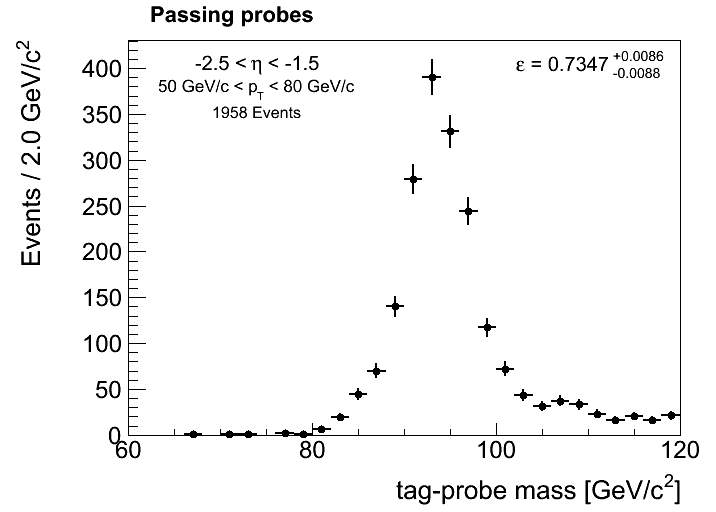 Passing probes
-2.5 < η < -1.5
50 GeV/c < p_T < 80 GeV/c
1958 Events
ε = 0.7347 +0.0086 -0.0088
Events / 2.0 GeV/c²
400
350
300
250
200
150
100
50
0
60 80 100 120
tag-probe mass [GeV/c²]